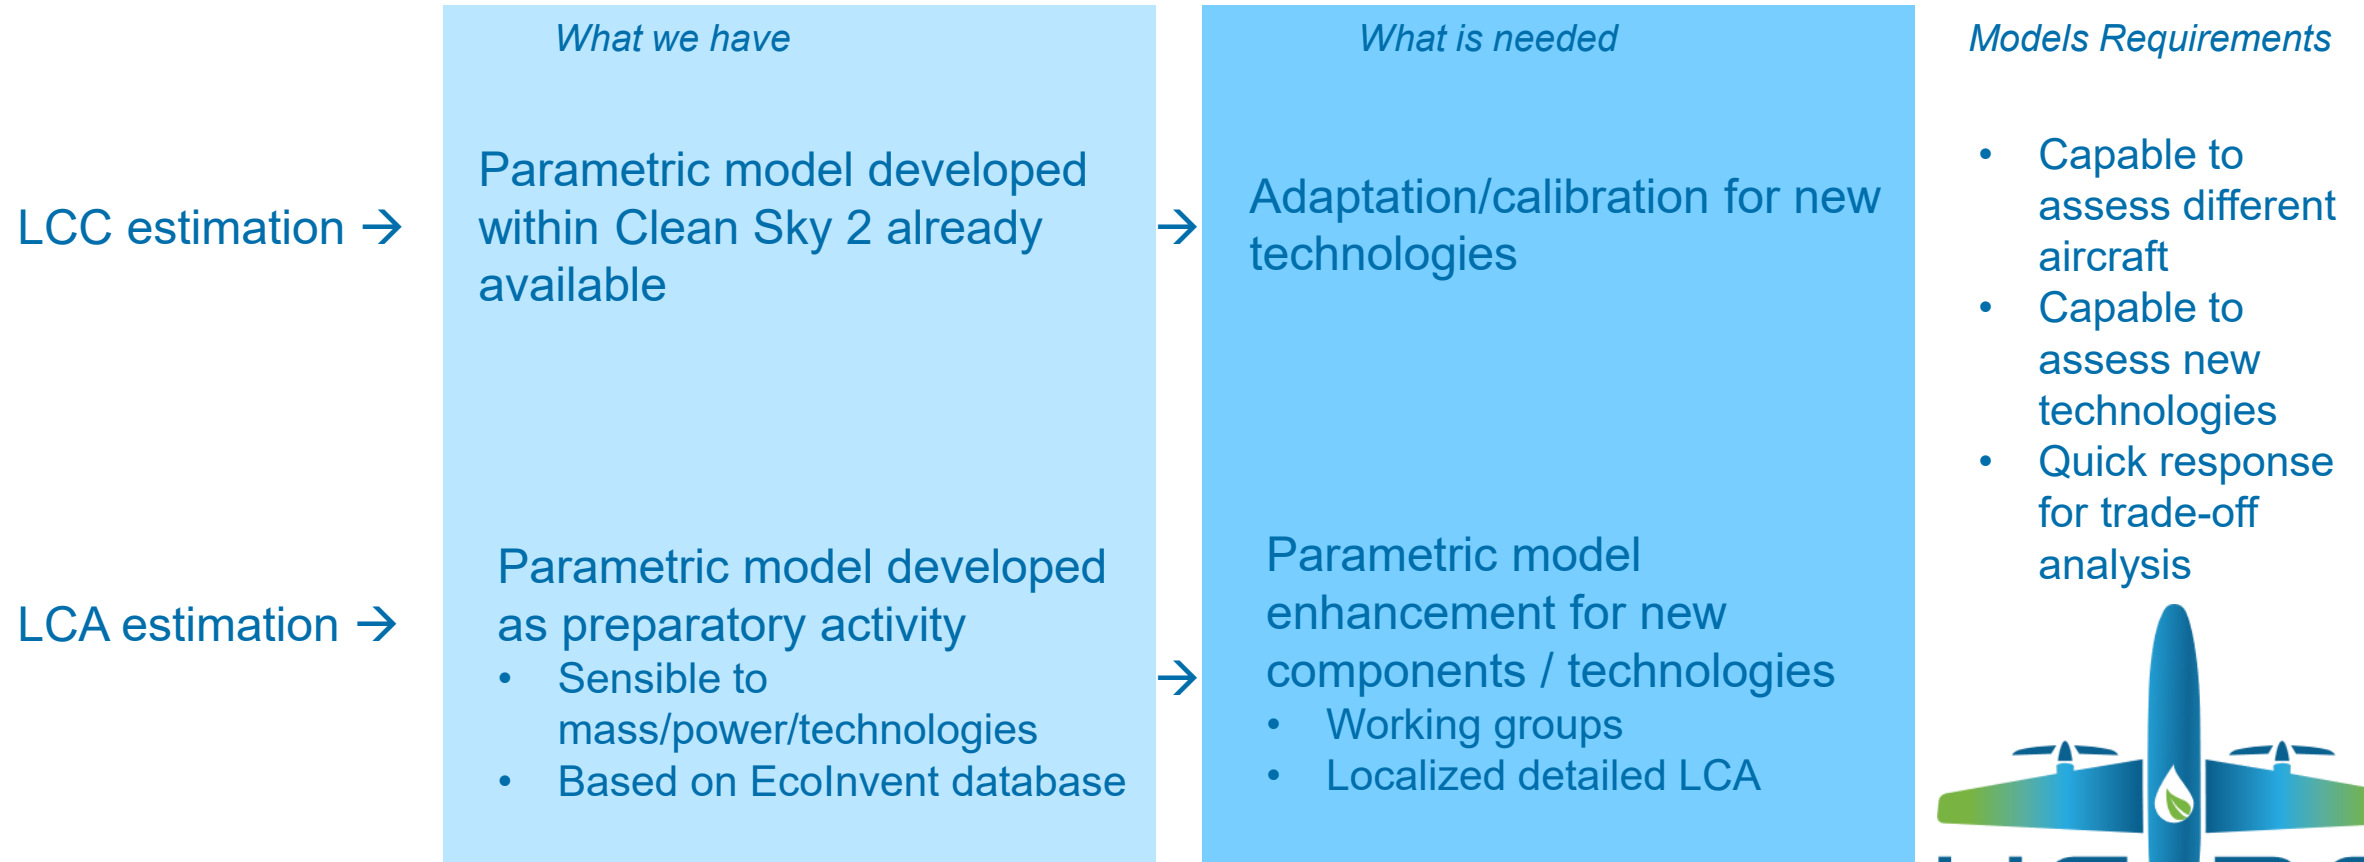 What we have
What is needed
Models Requirements
LCC estimation →
Parametric model developed
within Clean Sky 2 already
available
→
Adaptation/calibration for new
technologies
• Capable to
assess different
aircraft
• Capable to
assess new
technologies
• Quick response
for trade-off
analysis
LCA estimation →
Parametric model developed
as preparatory activity
• Sensible to
mass/power/technologies
• Based on EcoInvent database
→
Parametric model
enhancement for new
components / technologies
• Working groups
• Localized detailed LCA